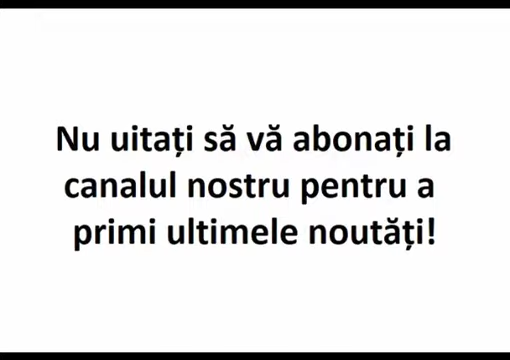 Nu uitați să vă abonați la
canalul nostru pentru a
primi ultimele noutăți!